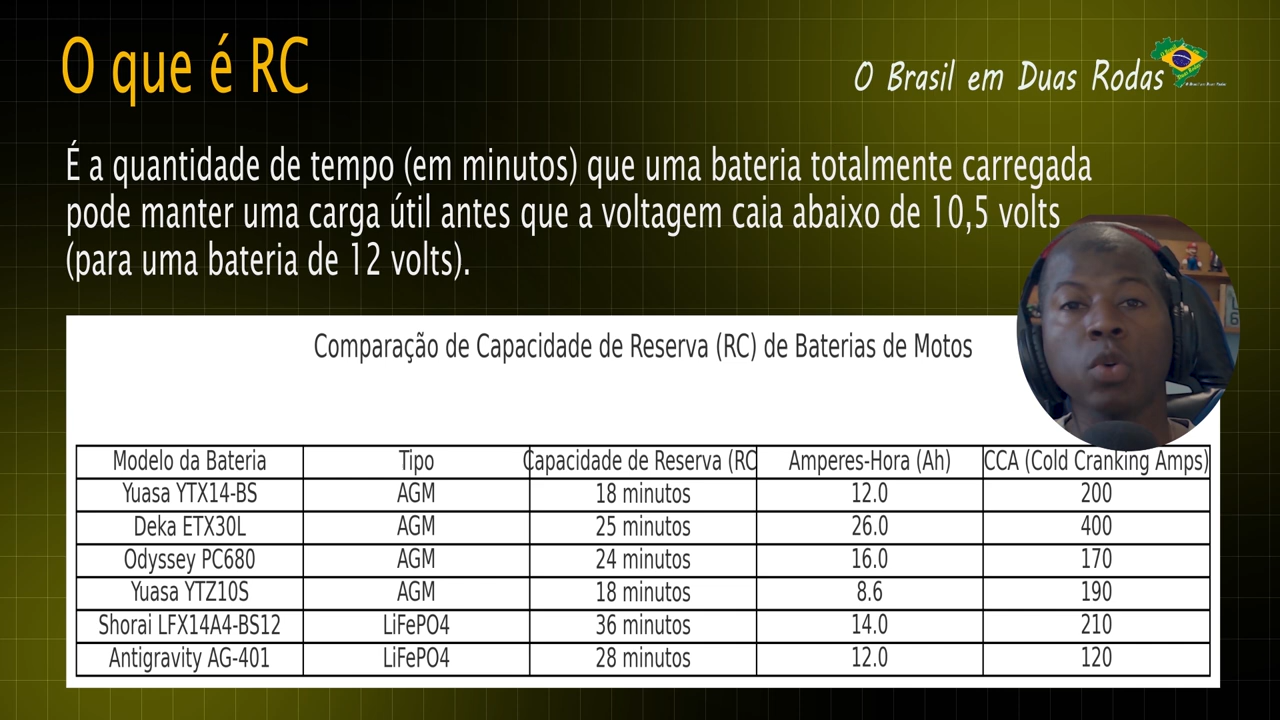 O que é RC
O Brasil em Duas Rodas
É a quantidade de tempo (em minutos) que uma bateria totalmente carregada
pode manter uma carga útil antes que a voltagem caia abaixo de 10,5 volts
(para uma bateria de 12 volts).
Comparação de Capacidade de Reserva (RC) de Baterias de Motos
Modelo da Bateria Tipo Capacidade de Reserva (RC Amperes-Hora (Ah) CCA (Cold Cranking Amps)
Yuasa YTX14-BS AGM 18 minutos 12.0 200
Deka ETX30L AGM 25 minutos 26.0 400
Odyssey PC680 AGM 24 minutos 16.0 170
Yuasa YTZ10S AGM 18 minutos 8.6 190
Shorai LFX14A4-BS12 LiFePO4 36 minutos 14.0 210
Antigravity AG-401 LiFePO4 28 minutos 12.0 120